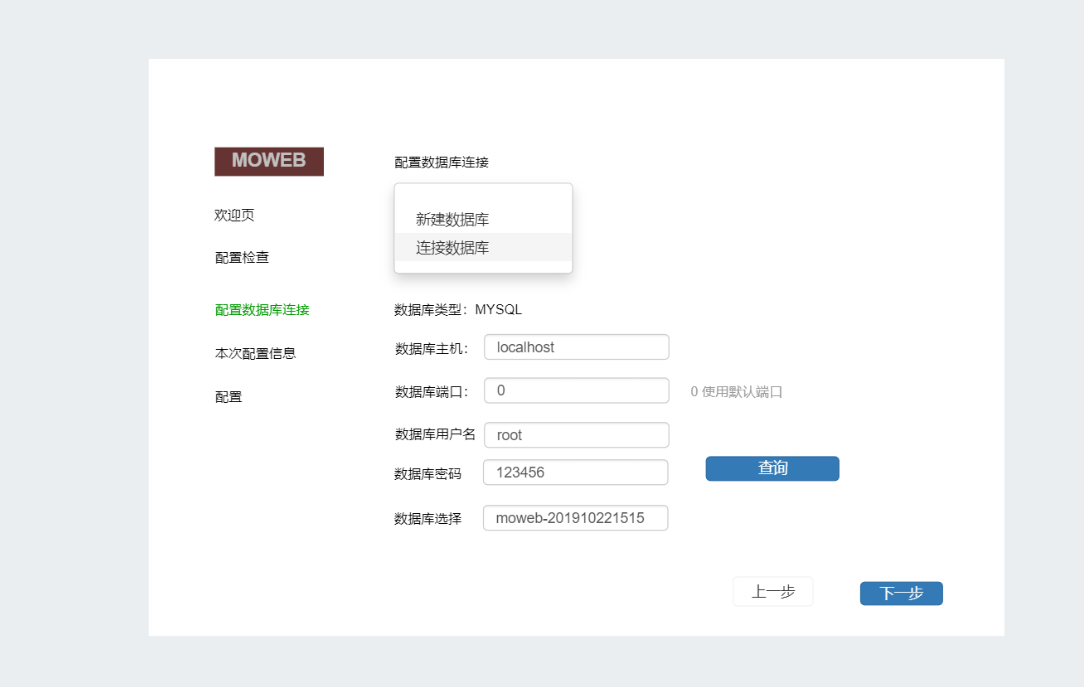 MOWEB
欢迎页
配置检查
配置数据库连接
本次配置信息
配置
配置数据库连接
新建数据库
连接数据库
数据库类型：MYSQL
数据库主机： localhost
数据库端口： 0 0 使用默认端口
数据库用户名 root
数据库密码 123456 查询
数据库选择 moweb-201910221515
上一步 下一步